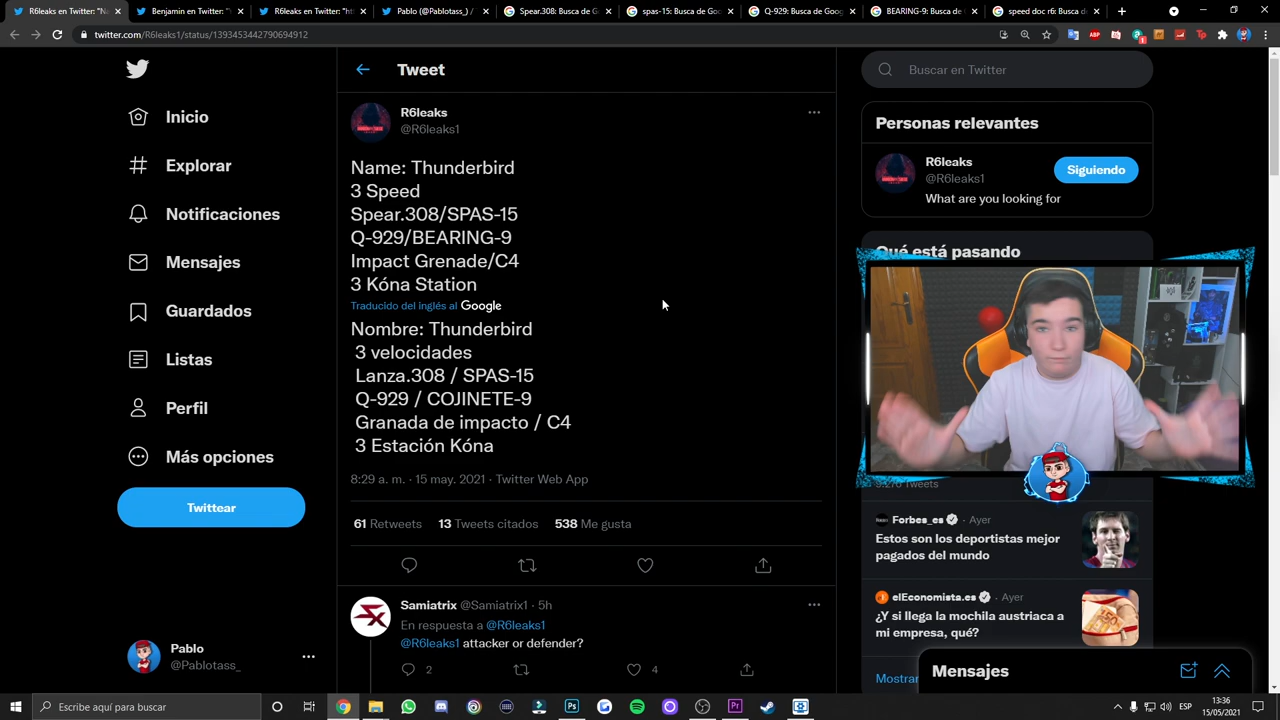 R6leaks en Twitter: "N
Benjamin en Twitter: "
R6leaks en Twitter: "ht
Pablo (@Pablotass_) /
Spear.308: Busca de G
spas-15: Busca de Goo
Q-929: Busca de Goog
BEARING-9: Busca de
speed doc r6: Busca de
twitter.com/R6leaks1/status/1393453442790694912
Tweet
Buscar en Twitter
Inicio
Explorar
Notificaciones
Mensajes
Guardados
Listas
Perfil
Más opciones
Twittear
Pablo
@Pablotass_
R6leaks
@R6leaks1
Name: Thunderbird
3 Speed
Spear.308/SPAS-15
Q-929/BEARING-9
Impact Grenade/C4
3 Kóna Station
Traducido del inglés al Google
Nombre: Thunderbird
3 velocidades
Lanza.308 / SPAS-15
Q-929 / COJINETE-9
Granada de impacto / C4
3 Estación Kóna
8:29 a. m. · 15 may. 2021 · Twitter Web App
61 Retweets 13 Tweets citados 538 Me gusta
Samiatrix @Samiatrix1 · 5h
En respuesta a @R6leaks1
@R6leaks1 attacker or defender?
2
4
Personas relevantes
R6leaks
@R6leaks1
Siguiendo
What are you looking for
Qué está pasando
Tweets
Forbes_es · Ayer
Estos son los deportistas mejor
pagados del mundo
elEconomista.es · Ayer
¿Y si llega la mochila austriaca a
mi empresa, qué?
Mostrar
Mensajes
Escribe aquí para buscar
ESP
13:36
15/05/2021